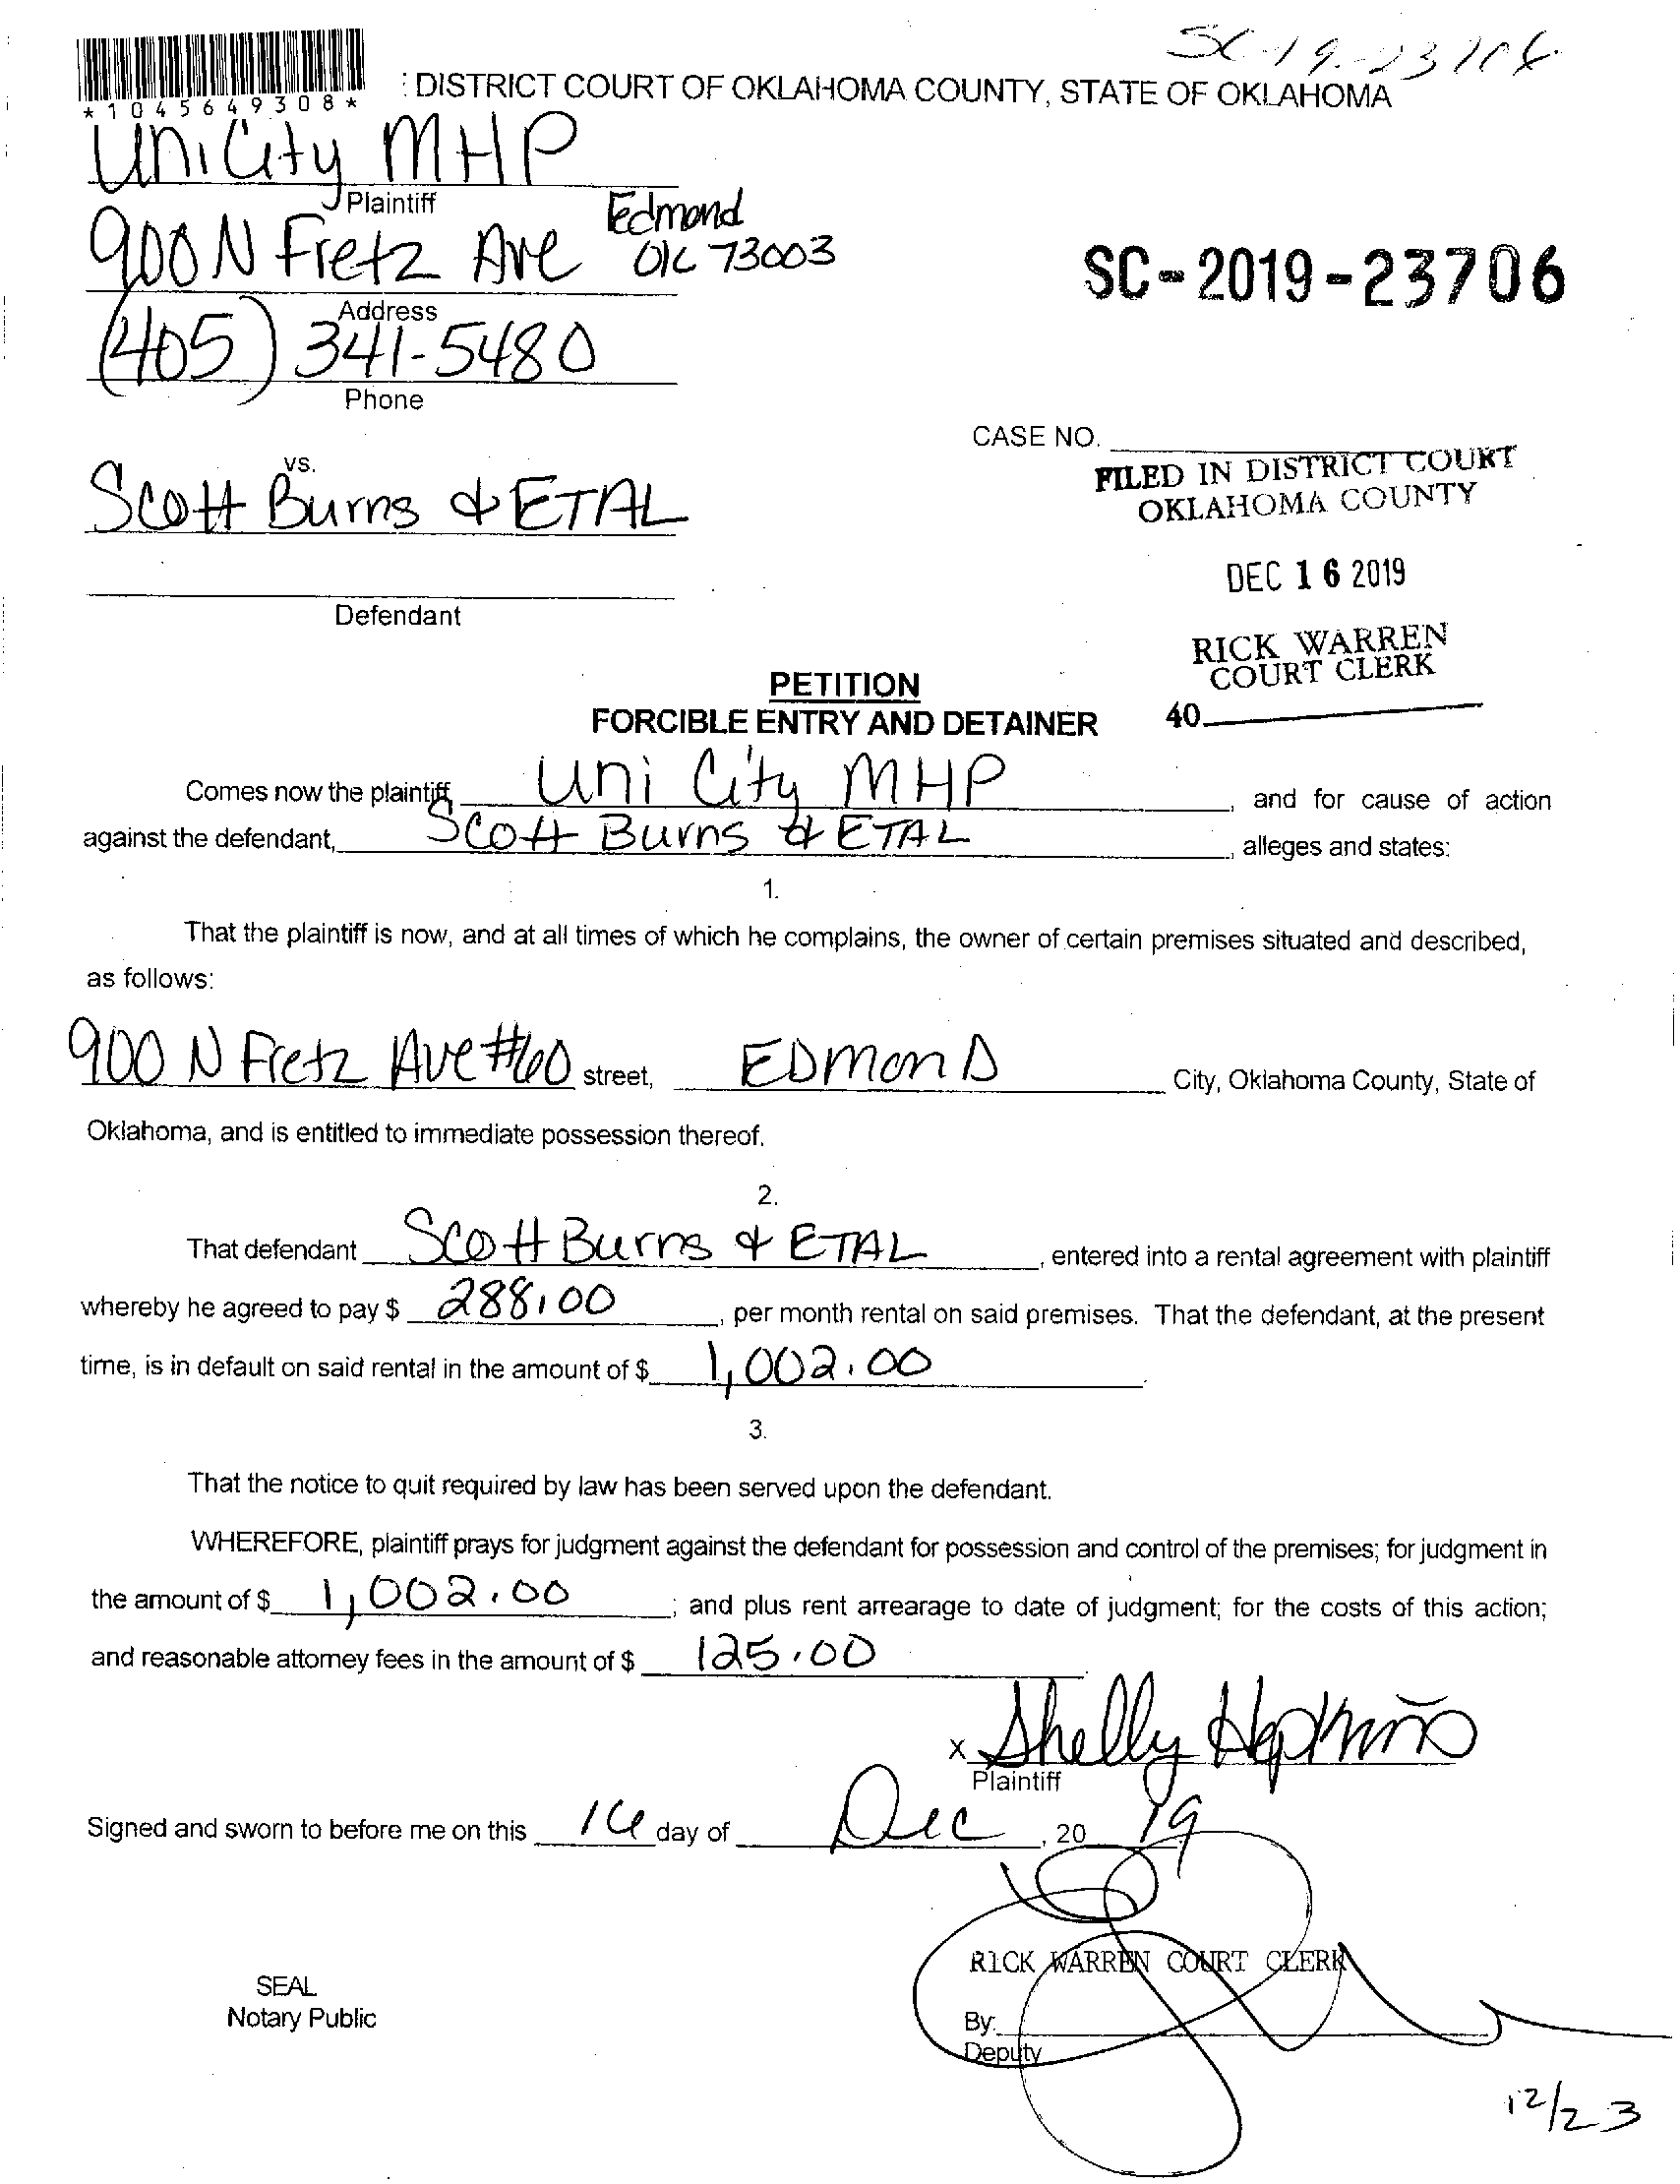 SC-19-23706
*1045649308*
: DISTRICT COURT OF OKLAHOMA COUNTY, STATE OF OKLAHOMA
Uni City MHP
Plaintiff
Edmond
900 N Fretz Ave OK 73003
SC-2019-23706
Address
(405) 341-5480
Phone
CASE NO.
vs.
FILED IN DISTRICT COURT
OKLAHOMA COUNTY
Scott Burns & ETAL
DEC 16 2019
Defendant
RICK WARREN
COURT CLERK
40
PETITION
FORCIBLE ENTRY AND DETAINER
Comes now the plaintiff Uni City MHP, and for cause of action
against the defendant, Scott Burns & ETAL, alleges and states:
1.
That the plaintiff is now, and at all times of which he complains, the owner of certain premises situated and described,
as follows:
900 N Fretz Ave #60 street, EDmonD City, Oklahoma County, State of
Oklahoma, and is entitled to immediate possession thereof.
2.
That defendant Scott Burns & ETAL, entered into a rental agreement with plaintiff
whereby he agreed to pay $ 288.00, per month rental on said premises. That the defendant, at the present
time, is in default on said rental in the amount of $ 1,002.00.
3.
That the notice to quit required by law has been served upon the defendant.
WHEREFORE, plaintiff prays for judgment against the defendant for possession and control of the premises; for judgment in
the amount of $ 1,002.00; and plus rent arrearage to date of judgment; for the costs of this action;
and reasonable attorney fees in the amount of $ 125.00.
x Shelly Hopkins
Plaintiff
Signed and sworn to before me on this 16 day of Dec, 20 19
RICK WARREN COURT CLERK
SEAL
Notary Public
By:
Deputy
12/23